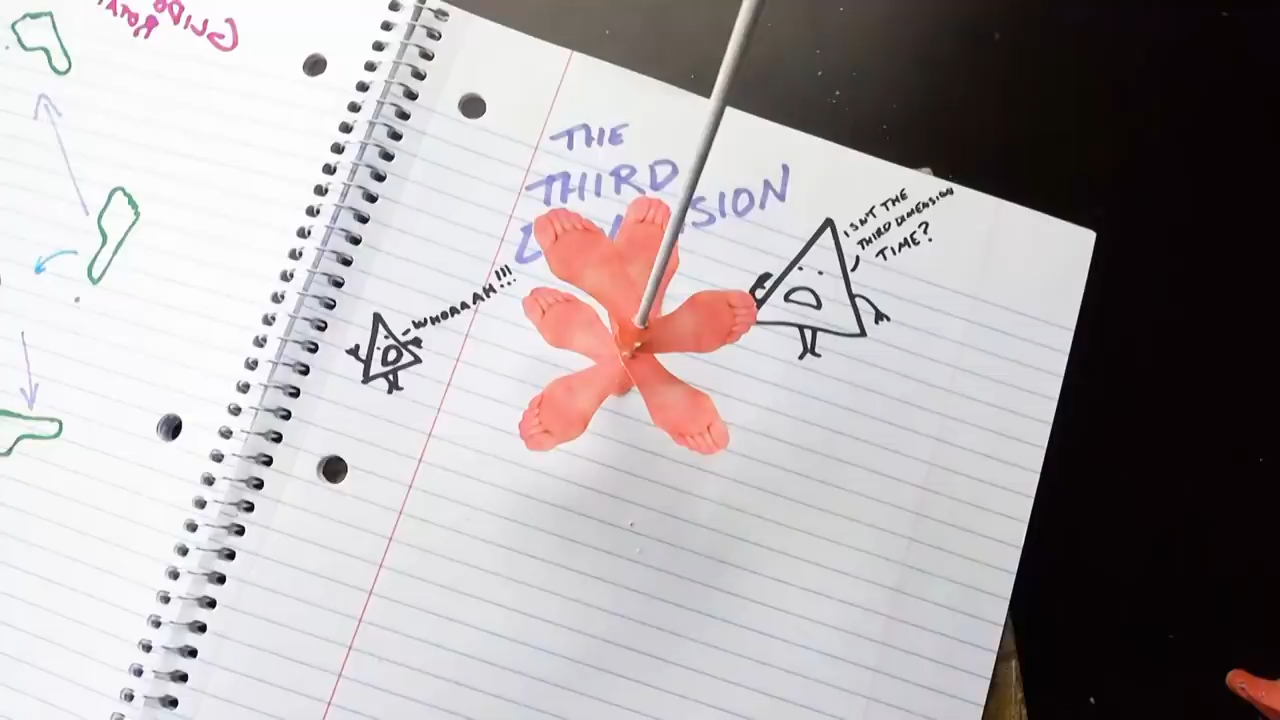 THE
THIRD
SION
WHOAAAH!!!
ISN'T THE
THIRD DIMENSION
TIME?